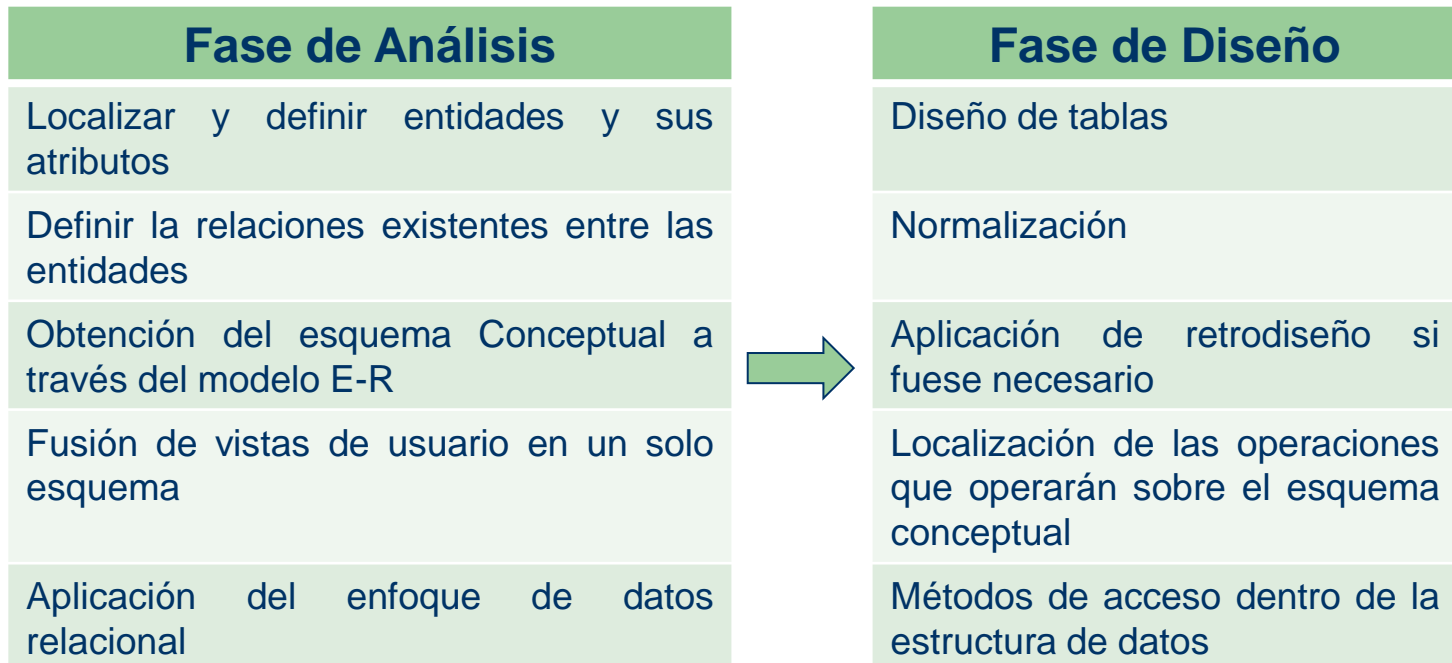 Fase de Análisis
Localizar y definir entidades y sus
atributos
Definir la relaciones existentes entre las
entidades
Obtención del esquema Conceptual a
través del modelo E-R
Fusión de vistas de usuario en un solo
esquema
Aplicación del enfoque de datos
relacional
Fase de Diseño
Diseño de tablas
Normalización
Aplicación de retrodiseño si
fuese necesario
Localización de las operaciones
que operarán sobre el esquema
conceptual
Métodos de acceso dentro de la
estructura de datos